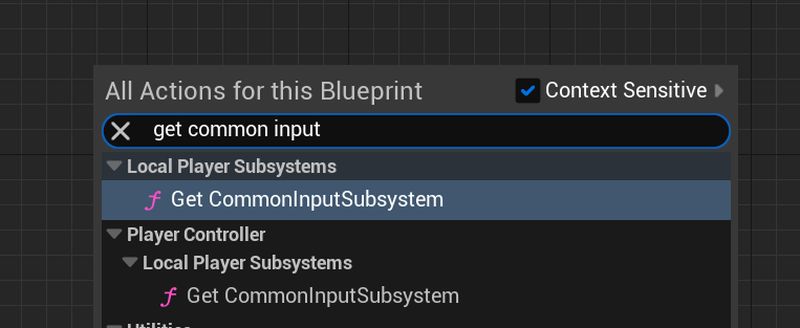 All Actions for this Blueprint Context Sensitive
get common input
Local Player Subsystems
f Get CommonInputSubsystem
Player Controller
Local Player Subsystems
f Get CommonInputSubsystem
Utilities